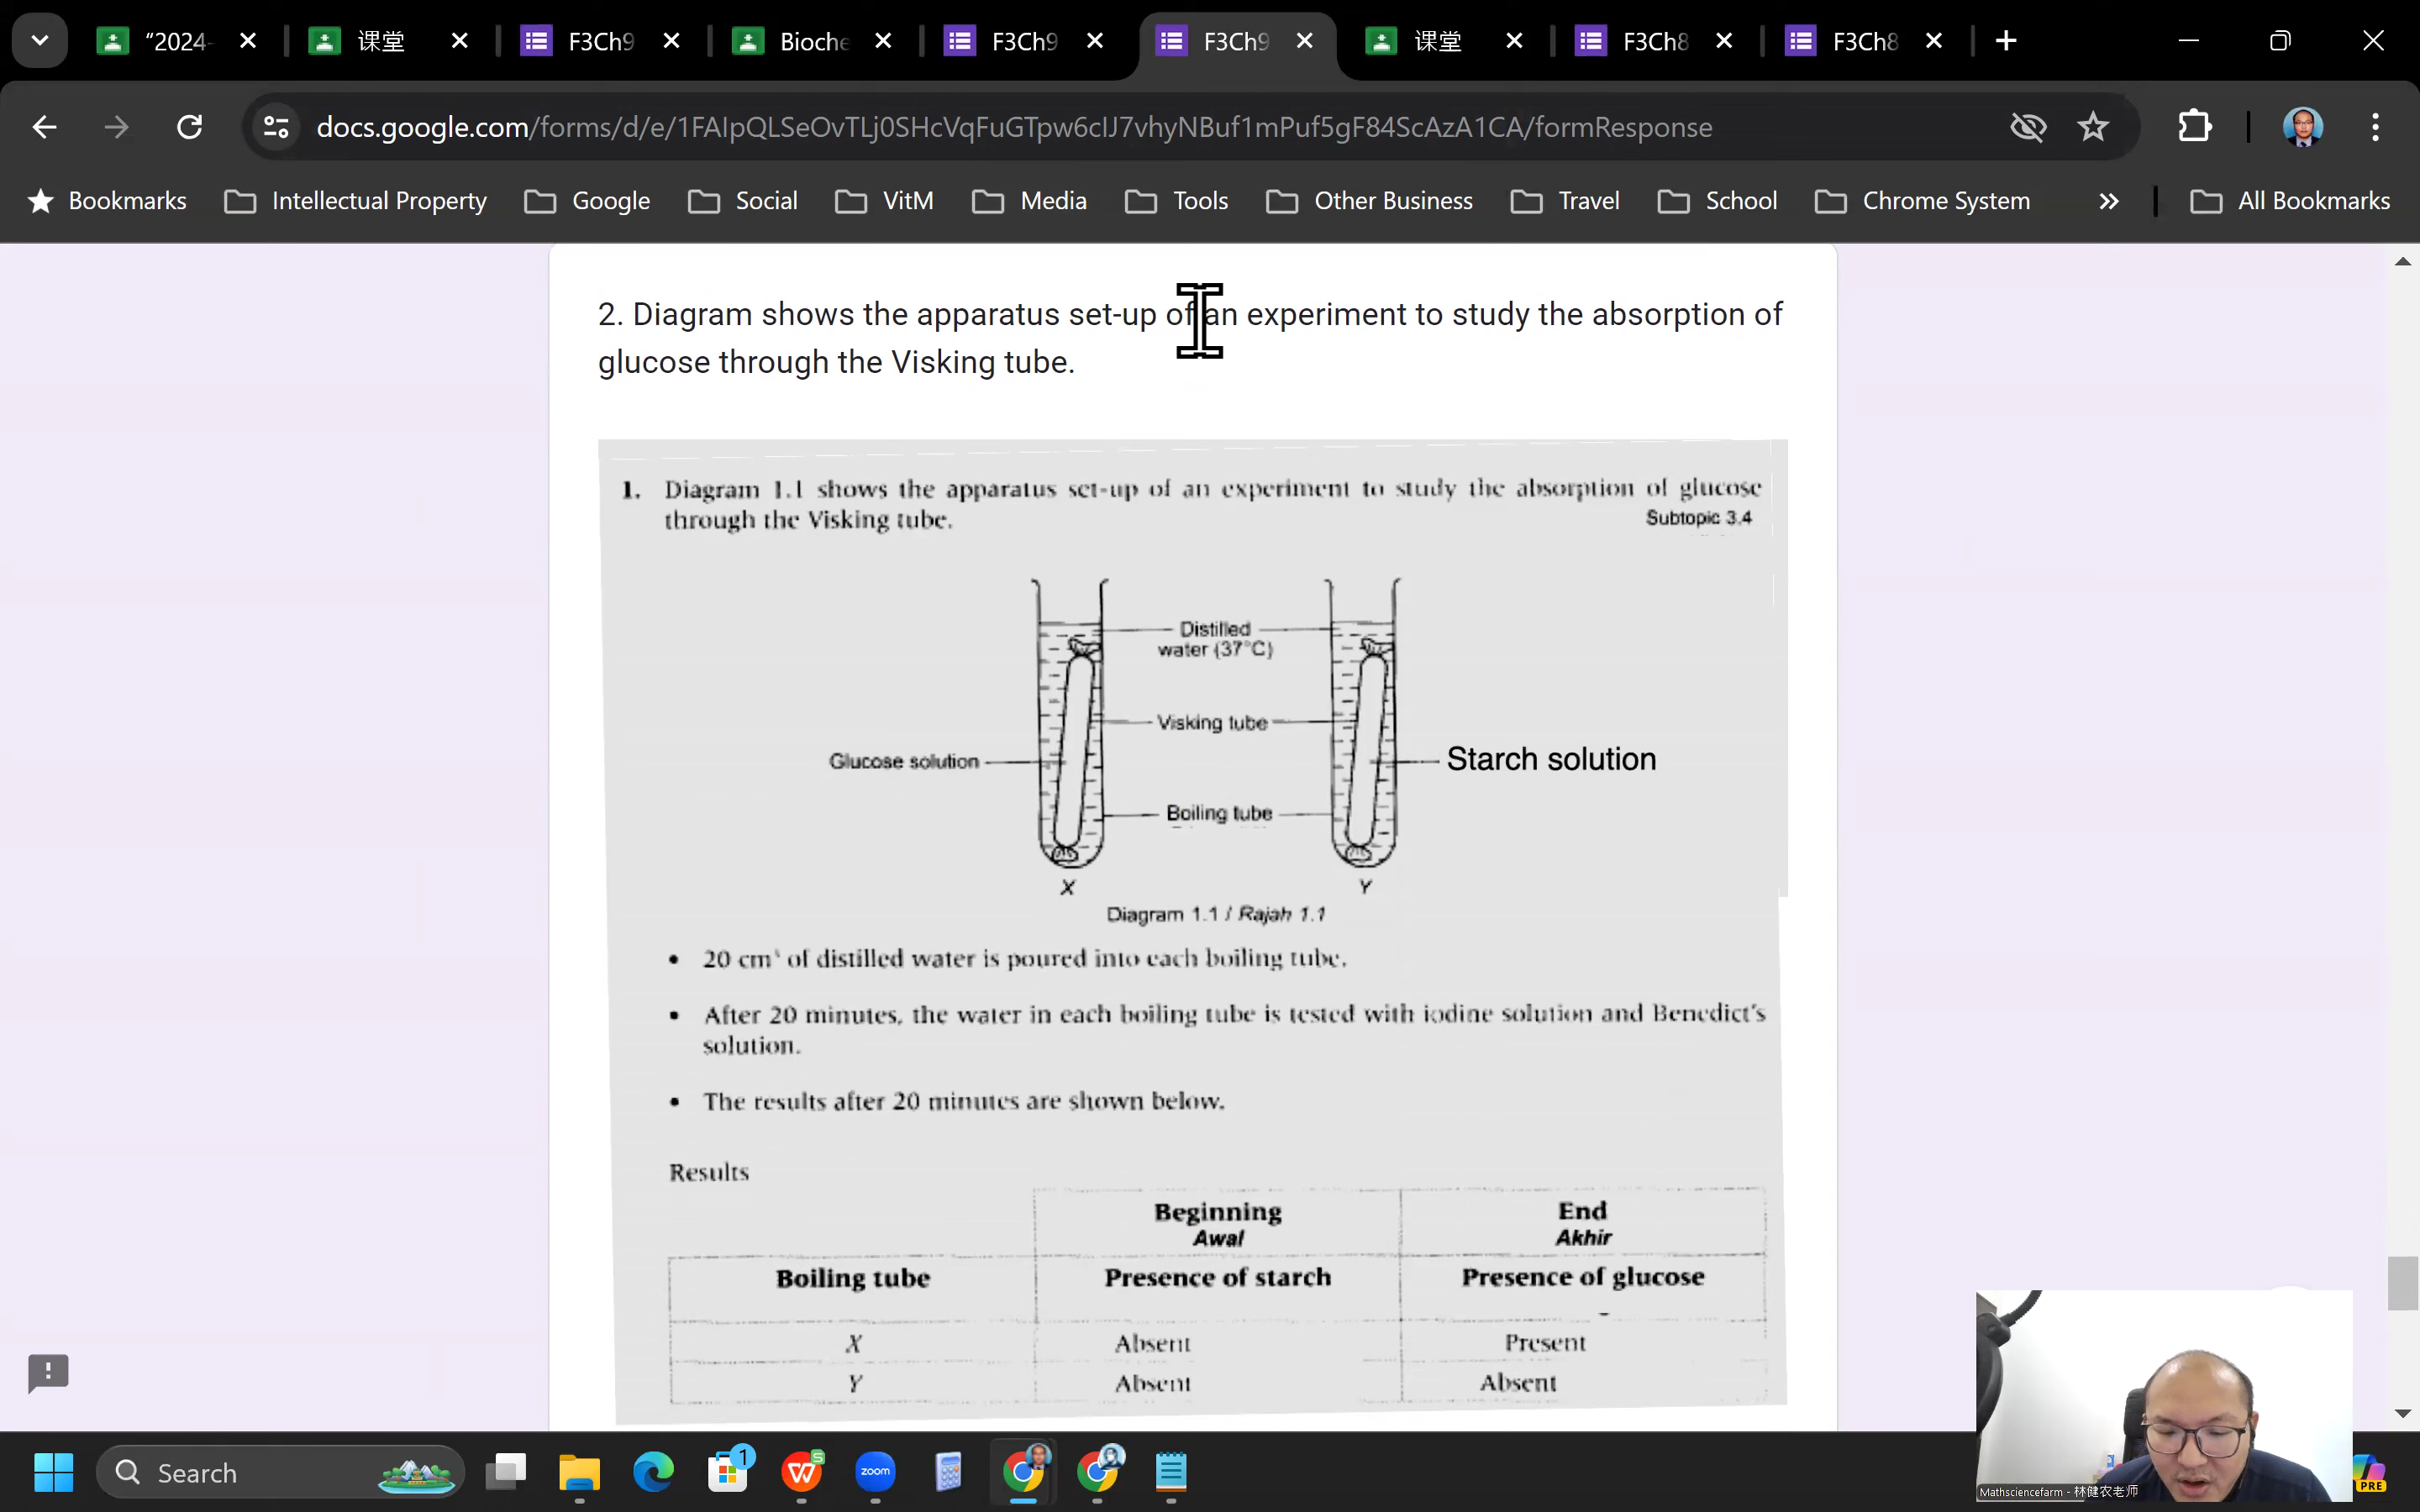 “2024-
课堂
F3Ch9
Bioche
F3Ch9
F3Ch9
课堂
F3Ch8
F3Ch8
docs.google.com/forms/d/e/1FAIpQLSeOvTLj0SHcVqFuGTpw6cIJ7vhyNBuf1mPuf5gF84ScAzA1CA/formResponse
Bookmarks
Intellectual Property
Google
Social
VitM
Media
Tools
Other Business
Travel
School
Chrome System
All Bookmarks
2. Diagram shows the apparatus set-up of an experiment to study the absorption of
glucose through the Visking tube.
1. Diagram 1.1 shows the apparatus set-up of an experiment to study the absorption of glucose
through the Visking tube.
Subtopic 3.4
Distilled
water (37°C)
Visking tube
Glucose solution
Starch solution
Boiling tube
X
Y
Diagram 1.1 / Rajah 1.1
• 20 cm³ of distilled water is poured into each boiling tube.
• After 20 minutes, the water in each boiling tube is tested with iodine solution and Benedict's
solution.
• The results after 20 minutes are shown below.
Results
Beginning
Awal
End
Akhir
Boiling tube
Presence of starch
Presence of glucose
X
Absent
Present
Y
Absent
Absent
Search
1
S
zoom
PRE
Mathsciencefarm - 林健农老师